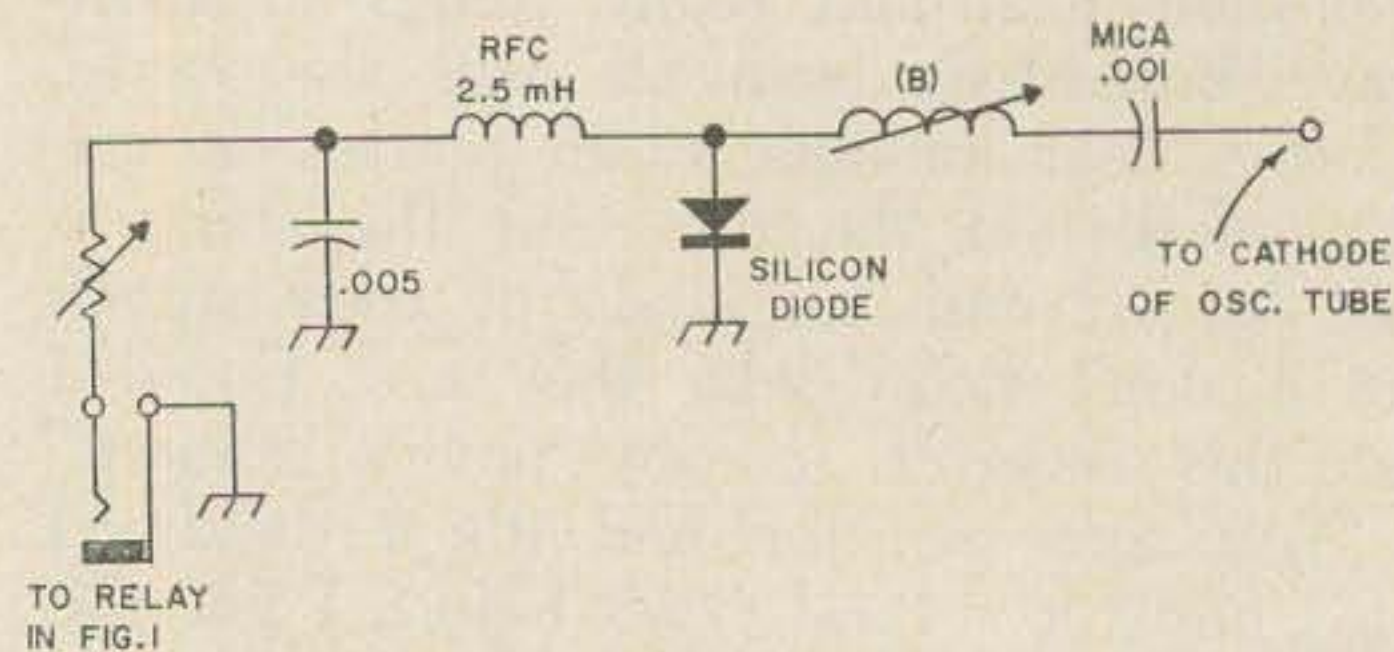 RFC
2.5 mH
(B)
MICA
.001
.005
SILICON
DIODE
TO CATHODE
OF OSC. TUBE
TO RELAY
IN FIG.1